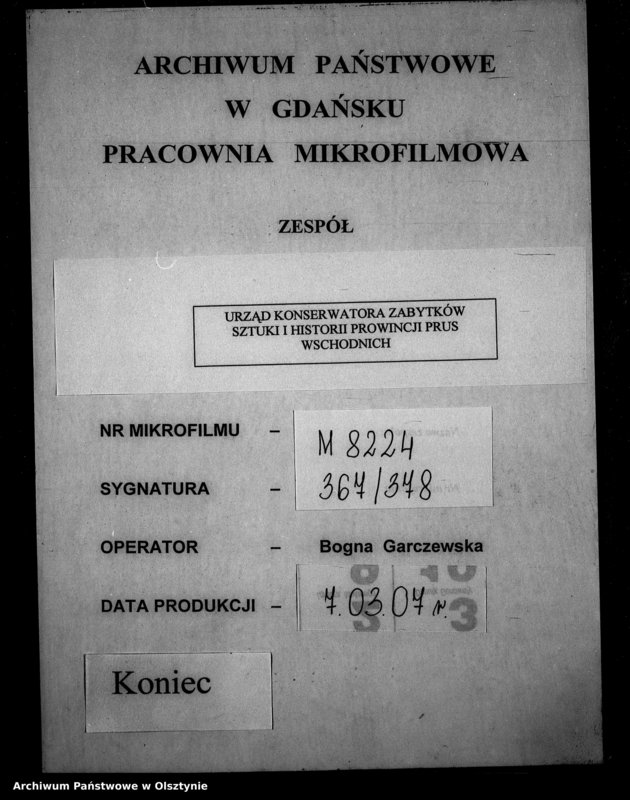 ARCHIWUM PAŃSTWOWE
W GDAŃSKU
PRACOWNIA MIKROFILMOWA
ZESPÓŁ
URZĄD KONSERWATORA ZABYTKÓW
SZTUKI I HISTORII PROWINCJI PRUS
WSCHODNICH
NR MIKROFILMU – M 8224
SYGNATURA – 367/378
OPERATOR – Bogna Garczewska
DATA PRODUKCJI – 7.03.07 r.
Koniec
Archiwum Państwowe w Olsztynie